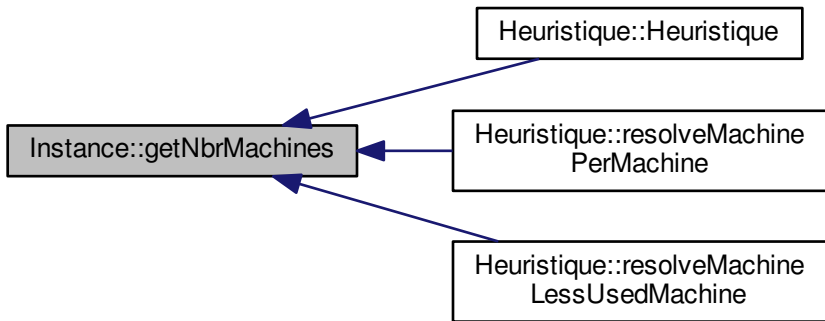 Heuristique::Heuristique
Instance::getNbrMachines
Heuristique::resolveMachine
PerMachine
Heuristique::resolveMachine
LessUsedMachine